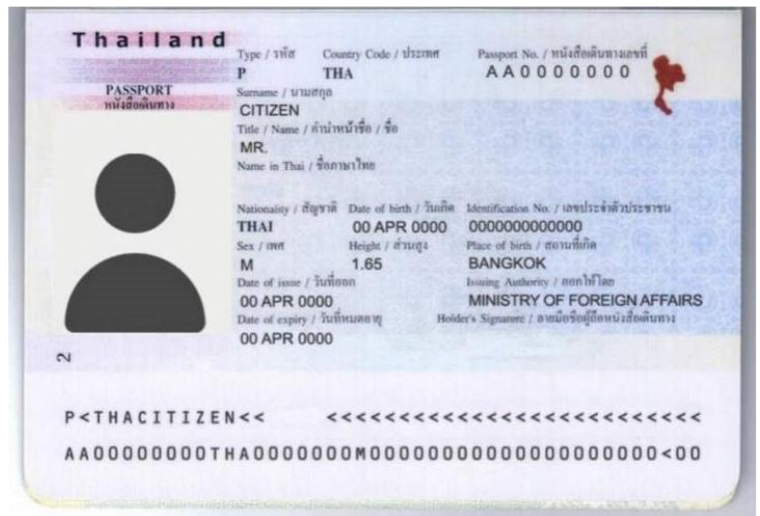 Thailand
Type / รหัส Country Code / ประเทศ Passport No. / หนังสือเดินทางเลขที่
P THA AA0000000
PASSPORT
หนังสือเดินทาง
Surname / นามสกุล
CITIZEN
Title / Name / คำนำหน้าชื่อ / ชื่อ
MR.
Name in Thai / ชื่อภาษาไทย
Nationality / สัญชาติ Date of birth / วันเกิด Identification No. / เลขประจำตัวประชาชน
THAI 00 APR 0000 0000000000000
Sex / เพศ Height / ส่วนสูง Place of birth / สถานที่เกิด
M 1.65 BANGKOK
Date of issue / วันที่ออก Issuing Authority / ออกให้โดย
00 APR 0000 MINISTRY OF FOREIGN AFFAIRS
Date of expiry / วันที่หมดอายุ Holder's Signature / ลายมือชื่อผู้ถือหนังสือเดินทาง
00 APR 0000
2
P<THACITIZEN<< <<<<<<<<<<<<<<<<<<<<<<<<<<
AA00000000THA0000000M000000000000000000000<00